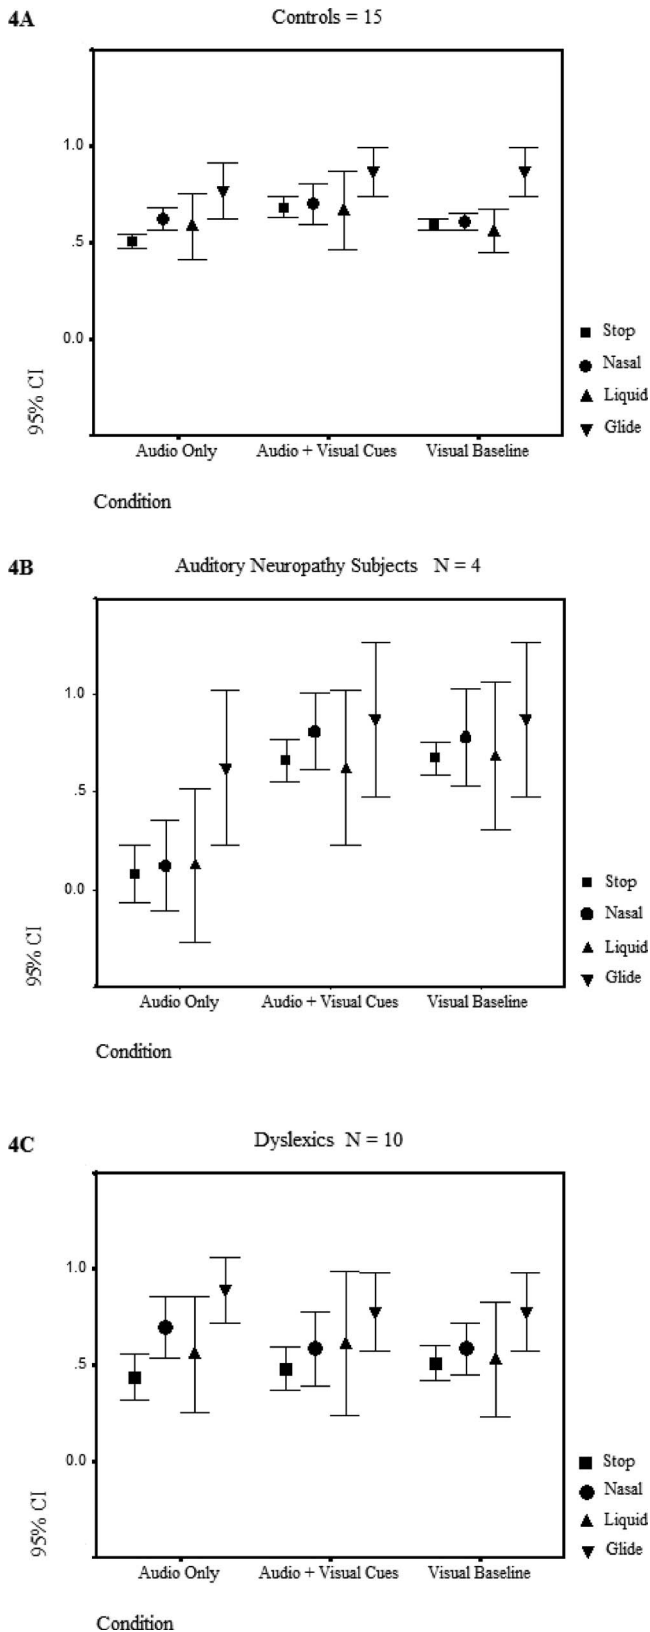 4A
Controls = 15
1.0
.5
0.0
95% CI
Audio Only Audio + Visual Cues Visual Baseline
Condition
Stop
Nasal
Liquid
Glide
4B
Auditory Neuropathy Subjects N = 4
1.0
.5
0.0
95% CI
Audio Only Audio + Visual Cues Visual Baseline
Condition
Stop
Nasal
Liquid
Glide
4C
Dyslexics N = 10
1.0
.5
0.0
95% CI
Audio Only Audio + Visual Cues Visual Baseline
Condition
Stop
Nasal
Liquid
Glide